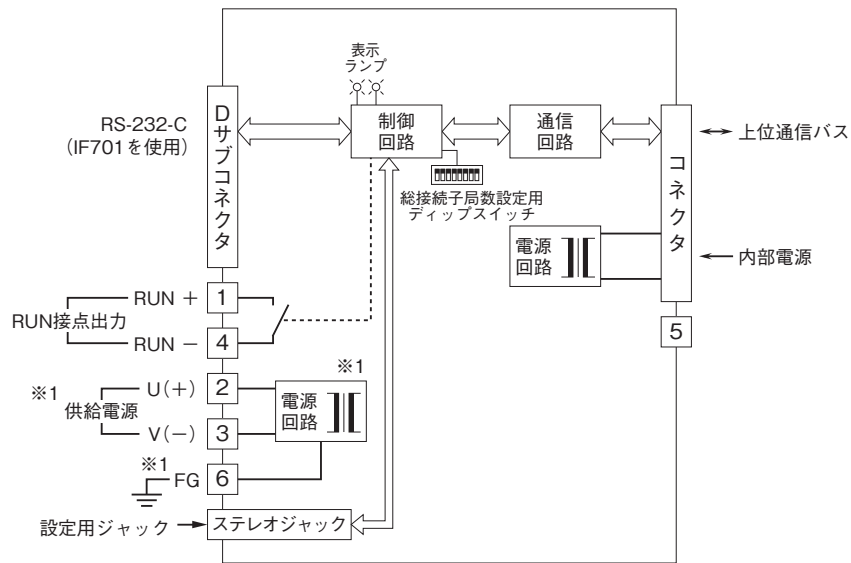 表示
ランプ
RS-232-C
(IF701を使用)
Dサブコネクタ
制御
回路
通信
回路
コネクタ
上位通信バス
総接続子局数設定用
ディップスイッチ
電源
回路
内部電源
RUN +
1
RUN接点出力
RUN −
4
5
※1
供給電源
U(+)
2
V(−)
3
電源
回路
※1
※1
FG
6
設定用ジャック
ステレオジャック